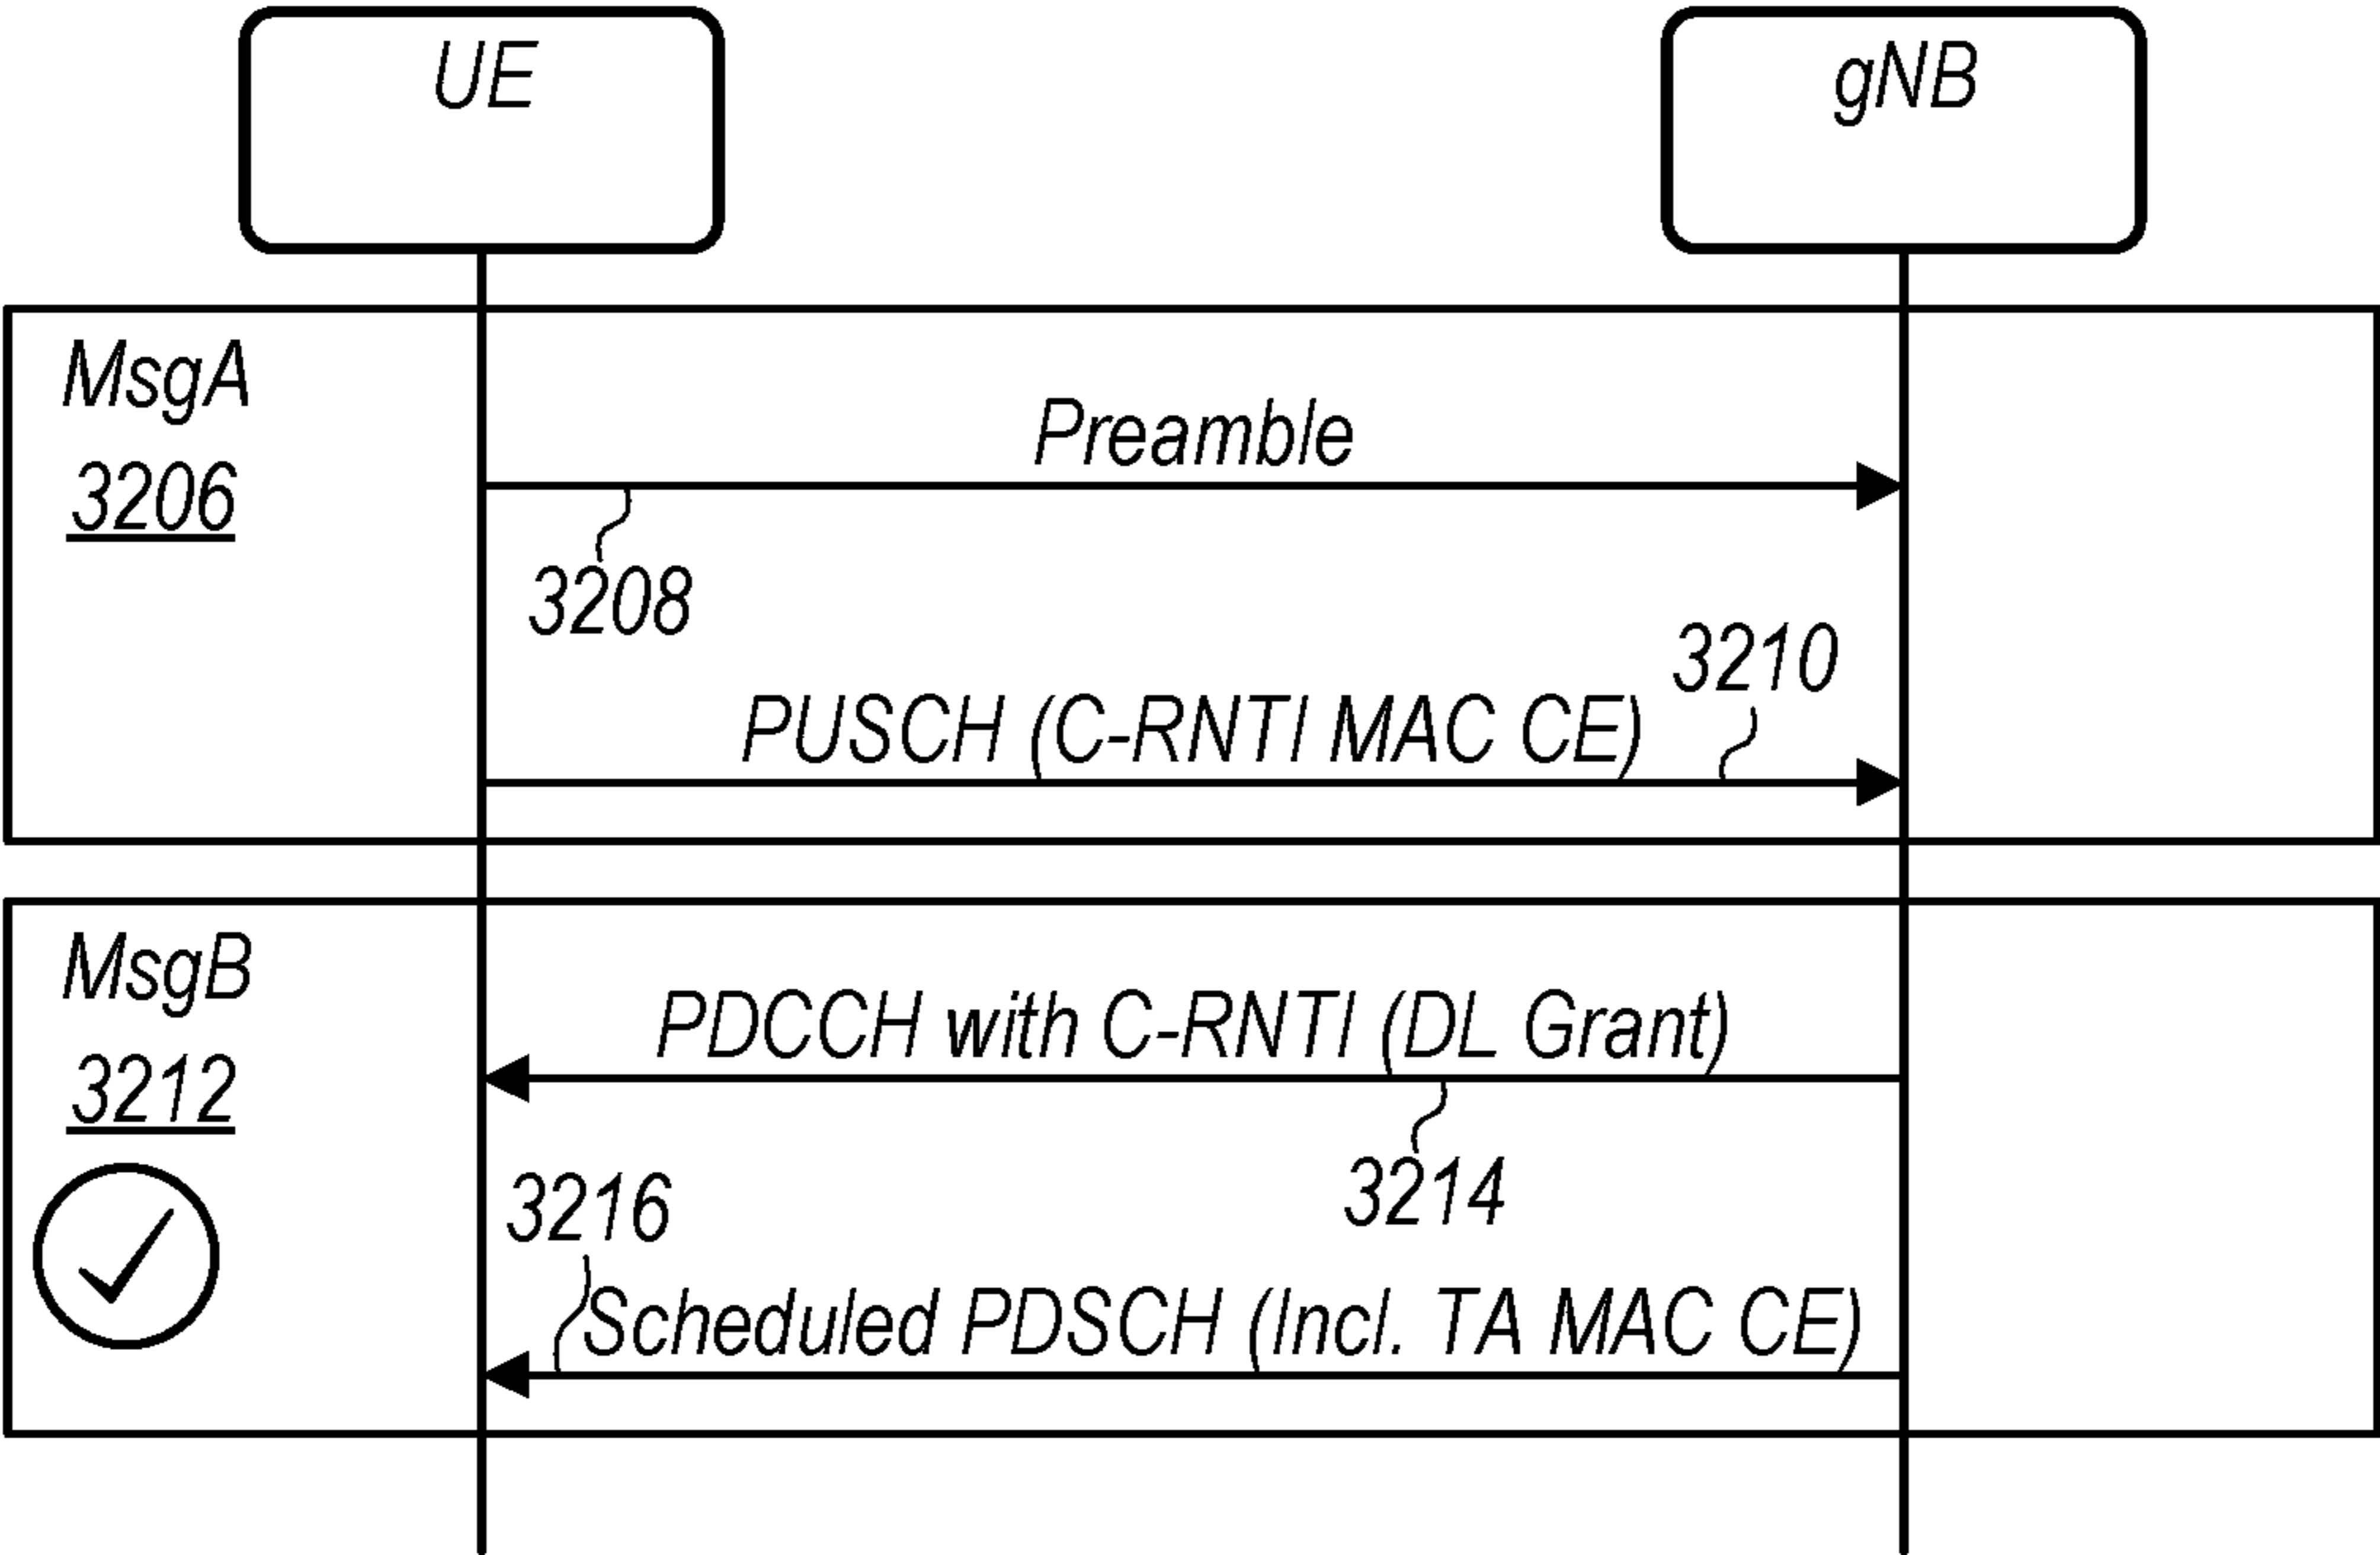 UE
gNB
MsgA
3206
Preamble
3208
3210
PUSCH (C-RNTI MAC CE)
MsgB
3212
PDCCH with C-RNTI (DL Grant)
3214
3216
Scheduled PDSCH (Incl. TA MAC CE)